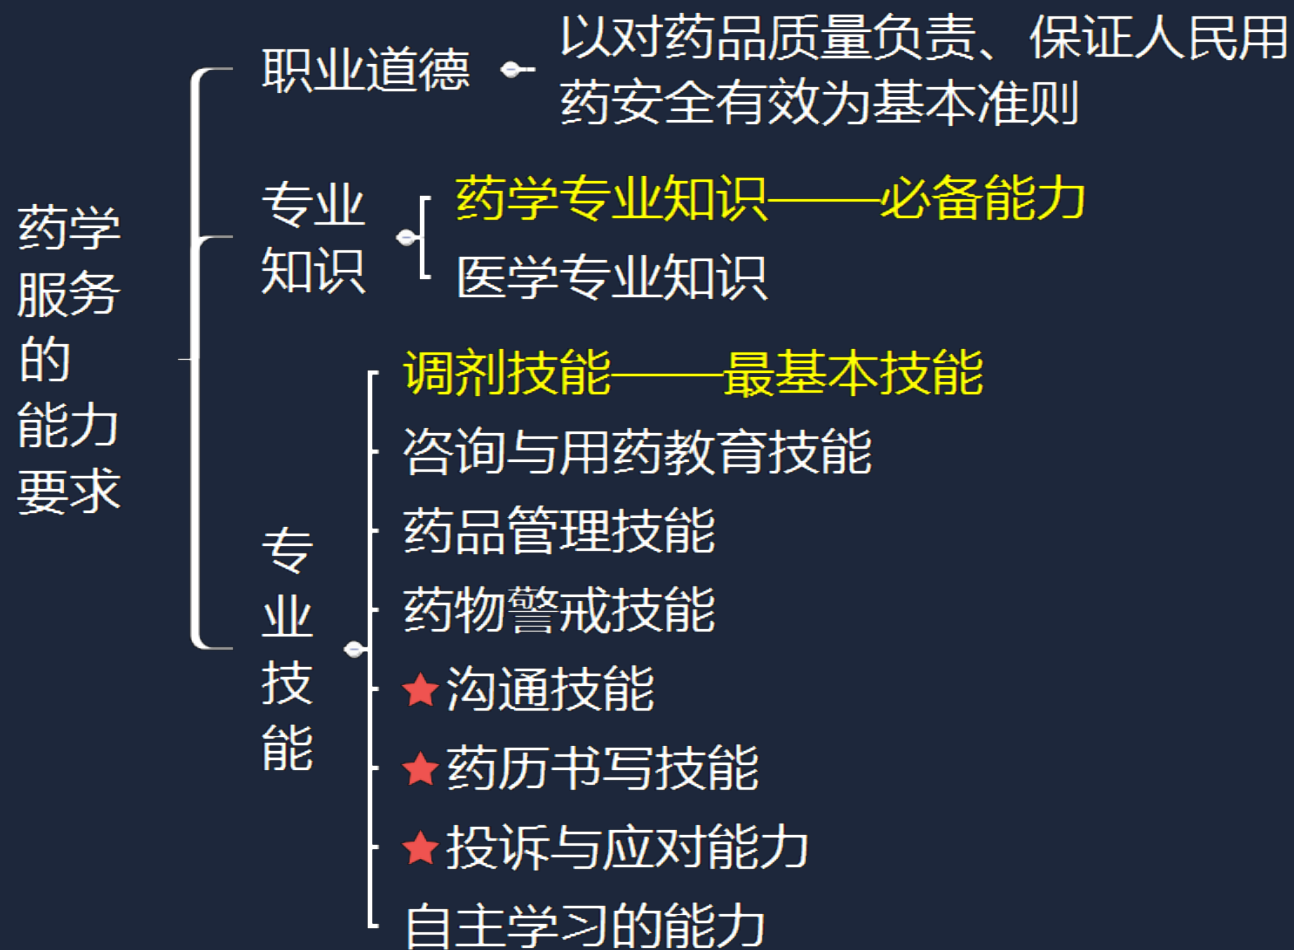 药学
服务
的
能力
要求
职业道德
以对药品质量负责、保证人民用
药安全有效为基本准则
专业
知识
药学专业知识——必备能力
医学专业知识
专
业
技
能
调剂技能——最基本技能
咨询与用药教育技能
药品管理技能
药物警戒技能
沟通技能
药历书写技能
投诉与应对能力
自主学习的能力